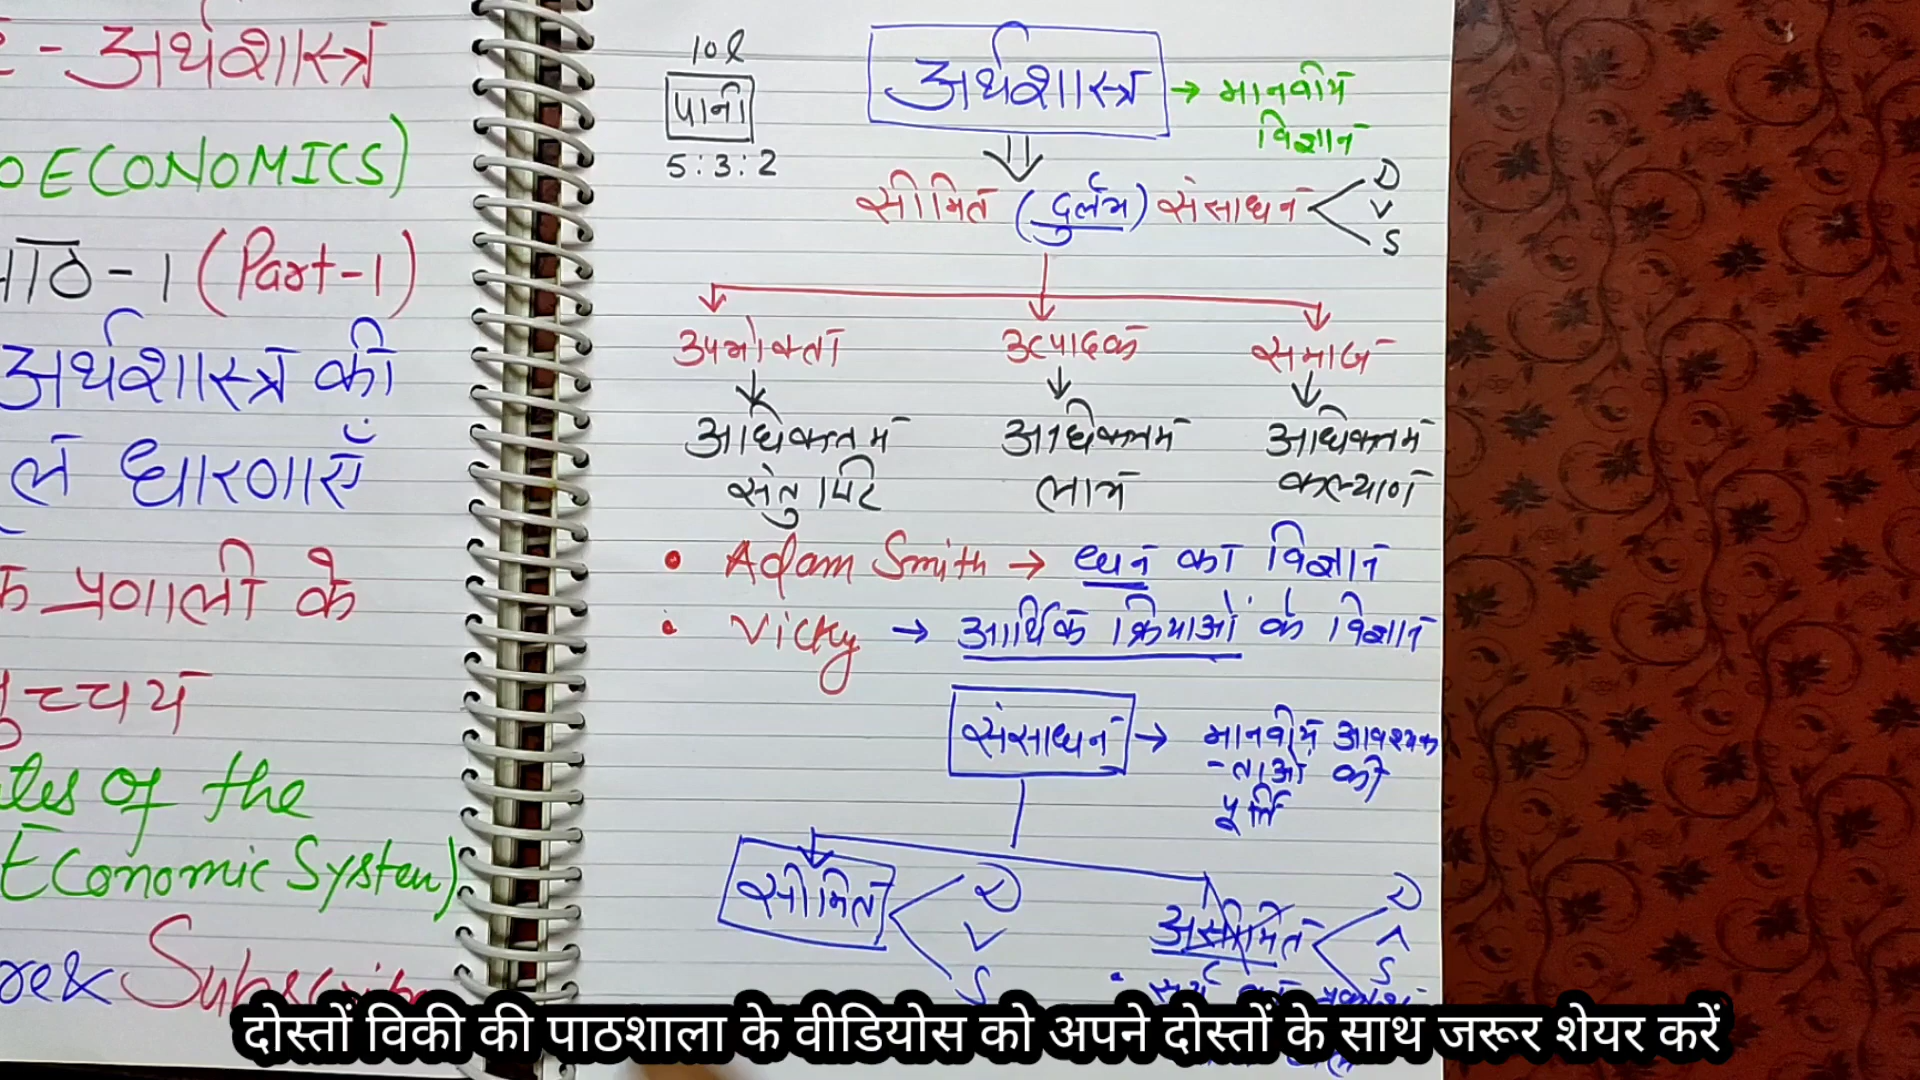 - अर्थशास्त्र
ECONOMICS)
पाठ - 1 (Part-1)
अर्थशास्त्र की
धारणाएँ
प्रणाली के
of the
Economic System)
Subscribe
10l
पानी
5:3:2
अर्थशास्त्र → मानवीय
विज्ञान
सीमित (दुर्लभ) संसाधन
D
V
S
उपभोक्ता उत्पादक समाज
अधिकतम अधिकतम अधिकतम
संतुष्टि लाभ कल्याण
• Adam Smith → धन का विज्ञान
• Vicky → आर्थिक क्रियाओं के विज्ञान
संसाधन → मानवीय आवश्यक
-ताओं की
पूर्ति
सीमित
D
V
S
असीमित
D
^
S
दोस्तों विकी की पाठशाला के वीडियोस को अपने दोस्तों के साथ जरूर शेयर करें